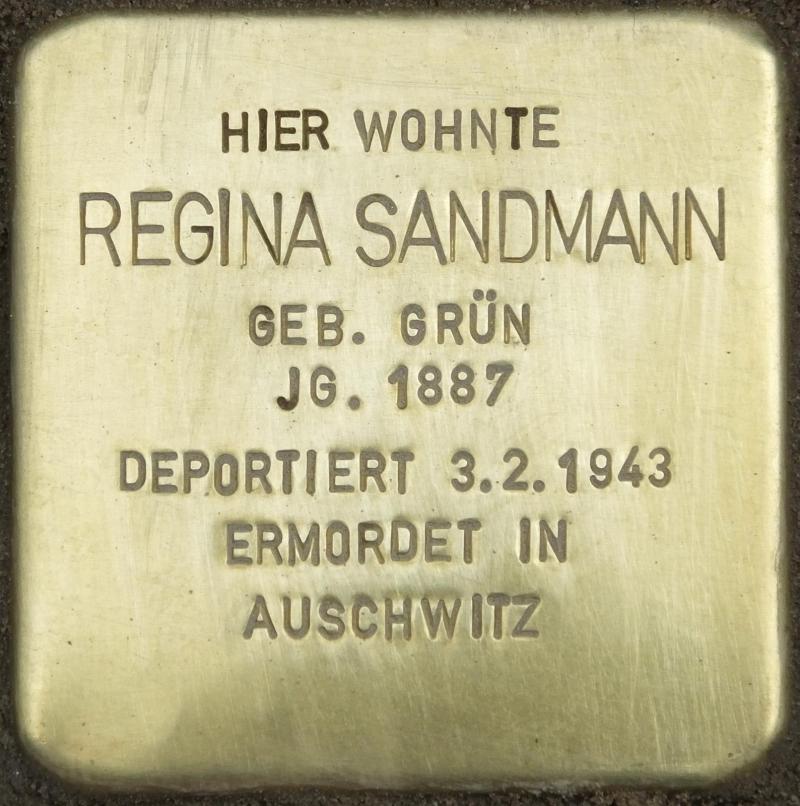 HIER WOHNTE
REGINA SANDMANN
GEB. GRÜN
JG. 1887
DEPORTIERT 3.2.1943
ERMORDET IN
AUSCHWITZ